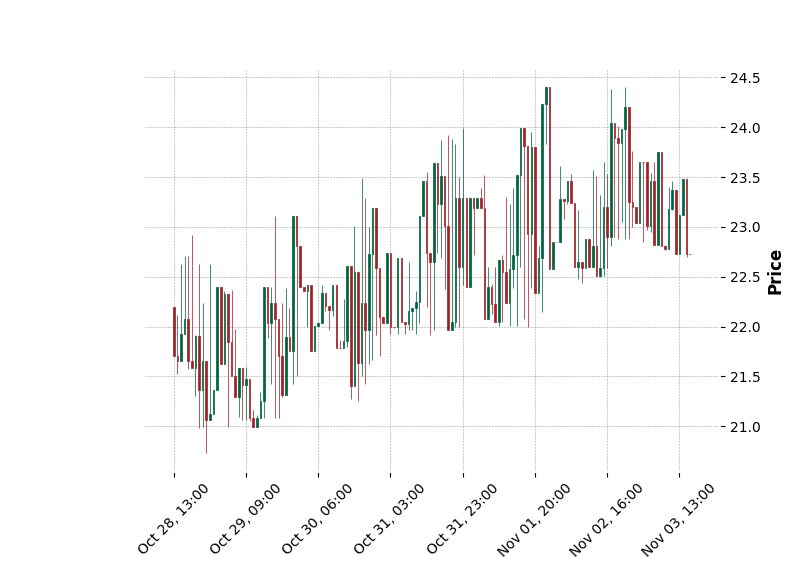 24.5
24.0
23.5
23.0
22.5
22.0
21.5
21.0
Price
Oct 28, 13:00
Oct 29, 09:00
Oct 30, 06:00
Oct 31, 03:00
Oct 31, 23:00
Nov 01, 20:00
Nov 02, 16:00
Nov 03, 13:00